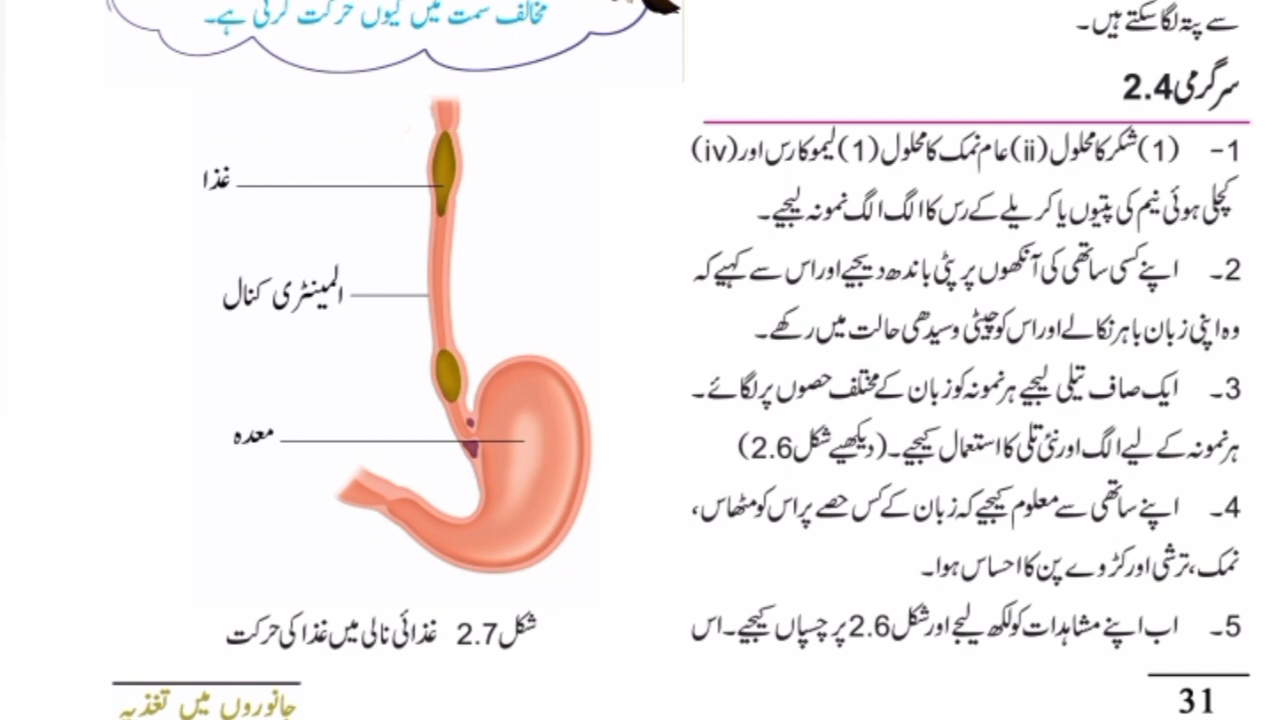 سے پتہ لگا سکتے ہیں۔
سرگرمی 2.4
1- (1) شکر کا محلول (ii) عام نمک کا محلول (1) لیمو کا رس اور (iv)
کچلی ہوئی نیم کی پتیوں یا کریلے کے رس کا الگ الگ نمونہ لیجیے۔
2۔ اپنے کسی ساتھی کی آنکھوں پر پٹی باندھ دیجیے اور اس سے کہیے کہ
وہ اپنی زبان باہر نکالے اور اس کو چپٹی و سیدھی حالت میں رکھے۔
3۔ ایک صاف تیلی لیجیے ہر نمونہ کو زبان کے مختلف حصوں پر لگائے۔
ہر نمونہ کے لیے الگ اور نئی تلی کا استعمال کیجیے۔ (دیکھیے شکل 2.6)
4۔ اپنے ساتھی سے معلوم کیجیے کہ زبان کے کس حصے پر اس کو مٹھاس،
نمک، ترشی اور کڑوے پن کا احساس ہوا۔
5۔ اب اپنے مشاہدات کو لکھ لیجے اور شکل 2.6 پر چسپاں کیجیے۔ اس
مخالف سمت میں کیوں حرکت کرتی ہے۔
غذا
المینٹری کنال
معدہ
شکل 2.7 غذائی نالی میں غذا کی حرکت
31
جانوروں میں تغذیہ